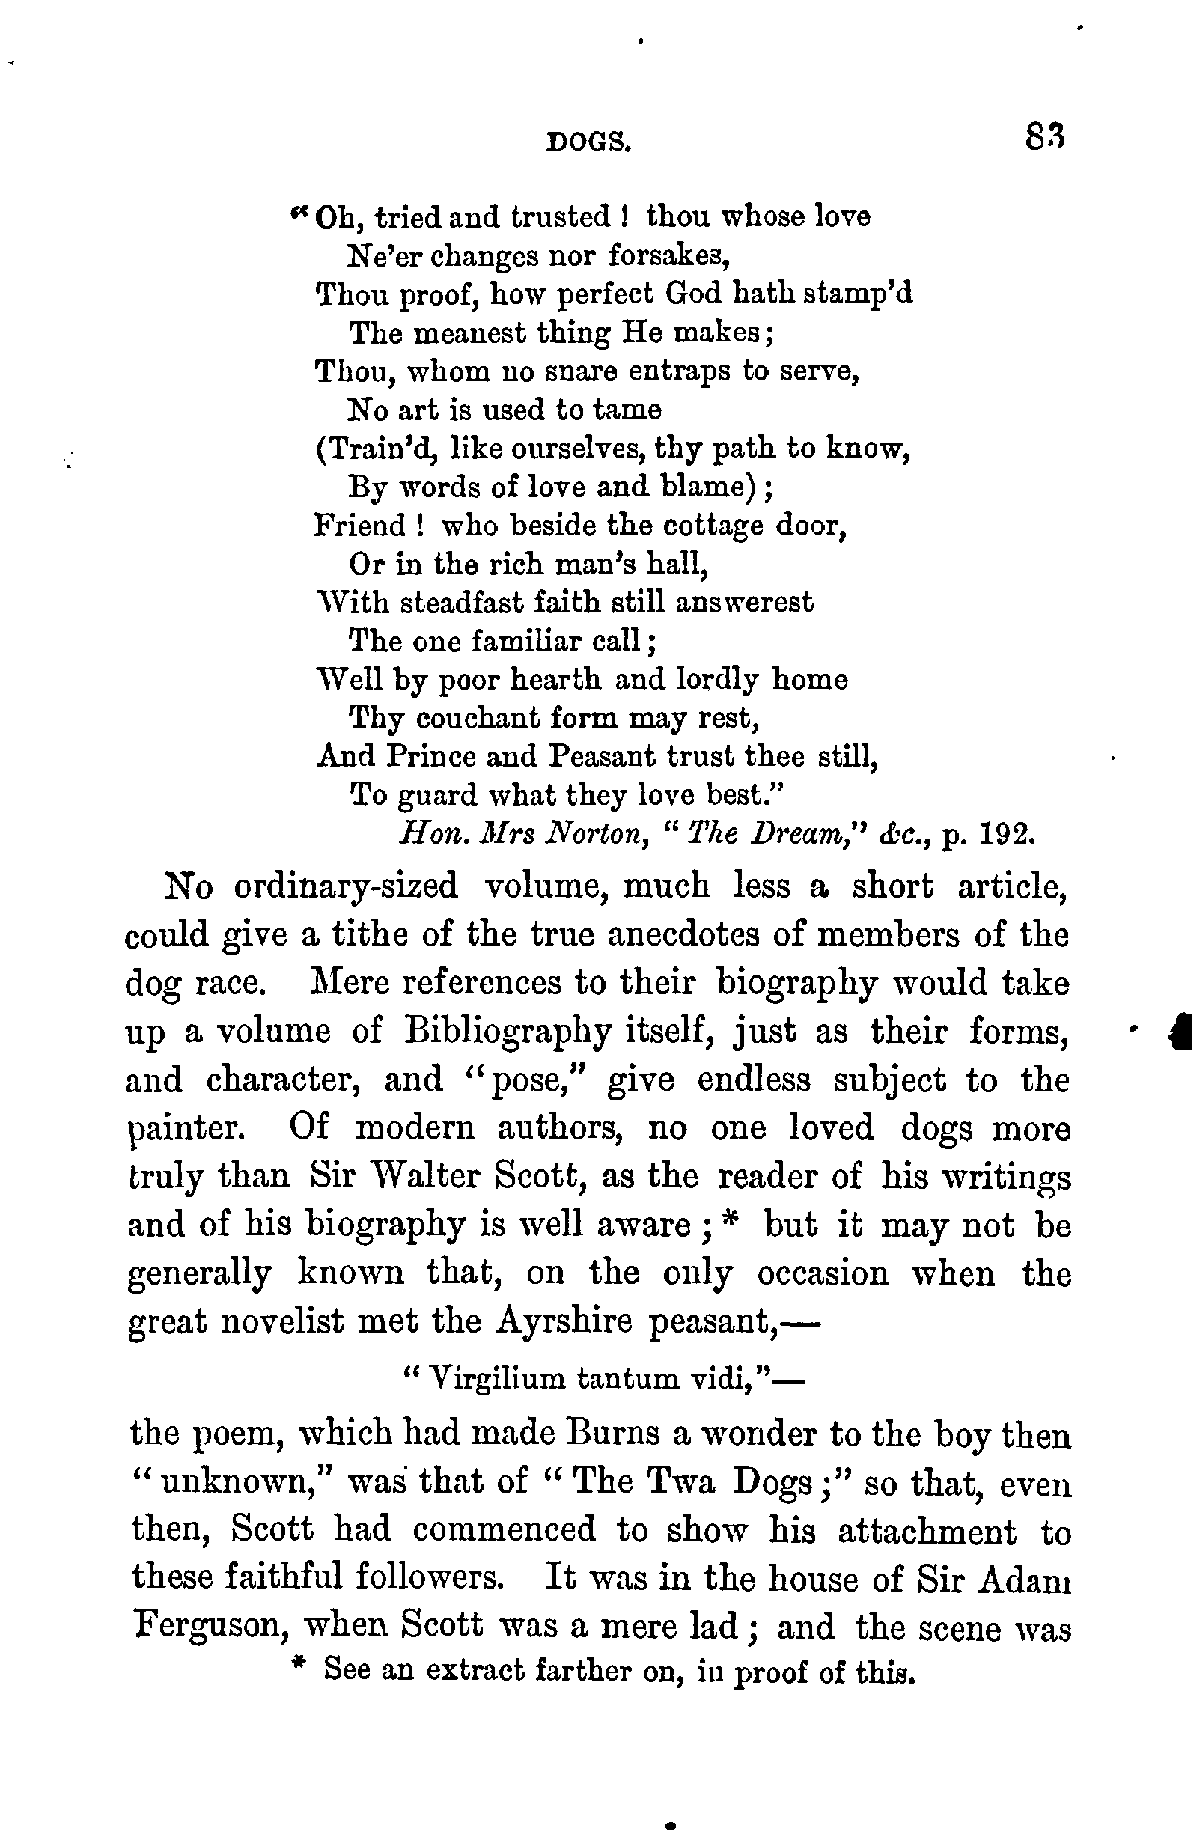 DOGS. 83
"Oh, tried and trusted! thou whose love
Ne'er changes nor forsakes,
Thou proof, how perfect God hath stamp'd
The meanest thing He makes;
Thou, whom no snare entraps to serve,
No art is used to tame
(Train'd, like ourselves, thy path to know,
By words of love and blame);
Friend! who beside the cottage door,
Or in the rich man's hall,
With steadfast faith still answerest
The one familiar call;
Well by poor hearth and lordly home
Thy couchant form may rest,
And Prince and Peasant trust thee still,
To guard what they love best."
Hon. Mrs Norton, "The Dream," &c., p. 192.
No ordinary-sized volume, much less a short article,
could give a tithe of the true anecdotes of members of the
dog race. Mere references to their biography would take
up a volume of Bibliography itself, just as their forms,
and character, and "pose," give endless subject to the
painter. Of modern authors, no one loved dogs more
truly than Sir Walter Scott, as the reader of his writings
and of his biography is well aware;* but it may not be
generally known that, on the only occasion when the
great novelist met the Ayrshire peasant,—
"Virgilium tantum vidi,"—
the poem, which had made Burns a wonder to the boy then
"unknown," was that of "The Twa Dogs;" so that, even
then, Scott had commenced to show his attachment to
these faithful followers. It was in the house of Sir Adam
Ferguson, when Scott was a mere lad; and the scene was
* See an extract farther on, in proof of this.